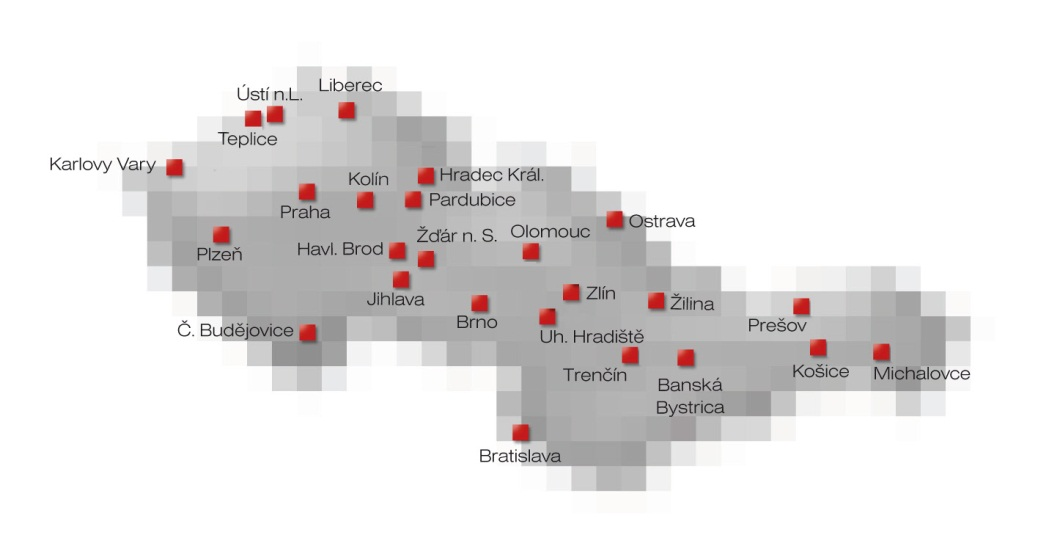 Liberec
Ústí n.L.
Teplice
Karlovy Vary
Kolín
Hradec Král.
Praha
Pardubice
Ostrava
Plzeň
Havl. Brod
Žďár n. S.
Olomouc
Jihlava
Zlín
Žilina
Č. Budějovice
Brno
Uh. Hradiště
Prešov
Trenčín
Banská
Bystrica
Košice
Michalovce
Bratislava